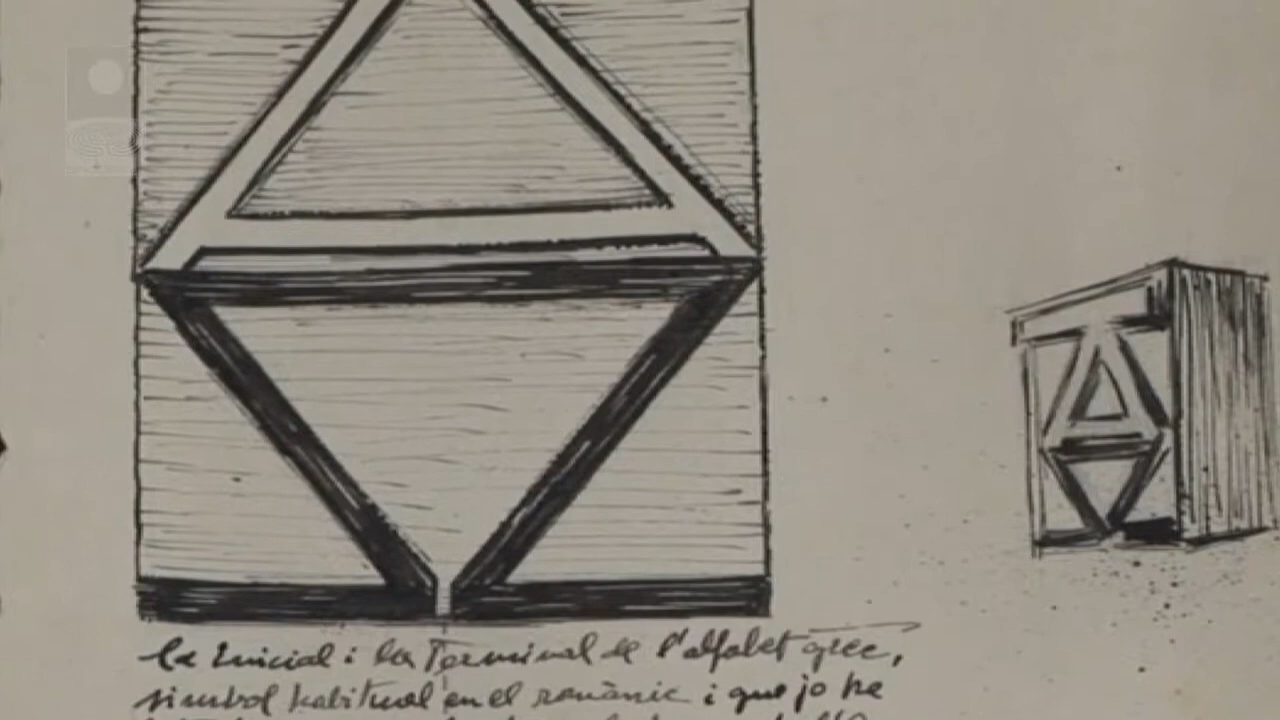 la inicial i la terminal de l'alfabet grec,
símbol habitual en el romànic i que jo he